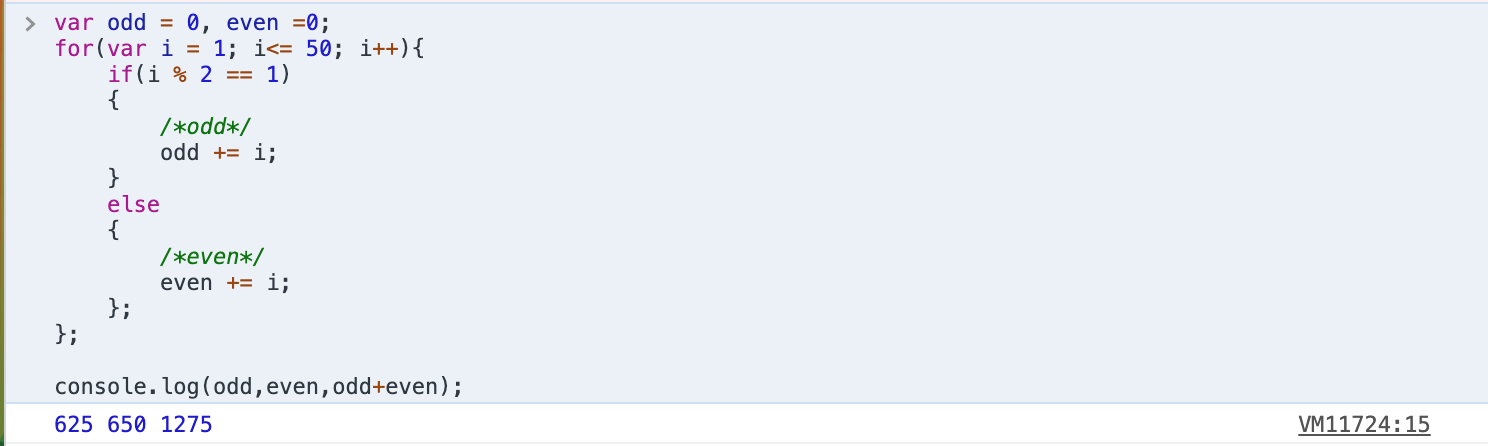 > var odd = 0, even =0;
for(var i = 1; i<= 50; i++){
    if(i % 2 == 1)
    {
        /*odd*/
        odd += i;
    }
    else
    {
        /*even*/
        even += i;
    };
};

console.log(odd,even,odd+even);
625 650 1275 VM11724:15